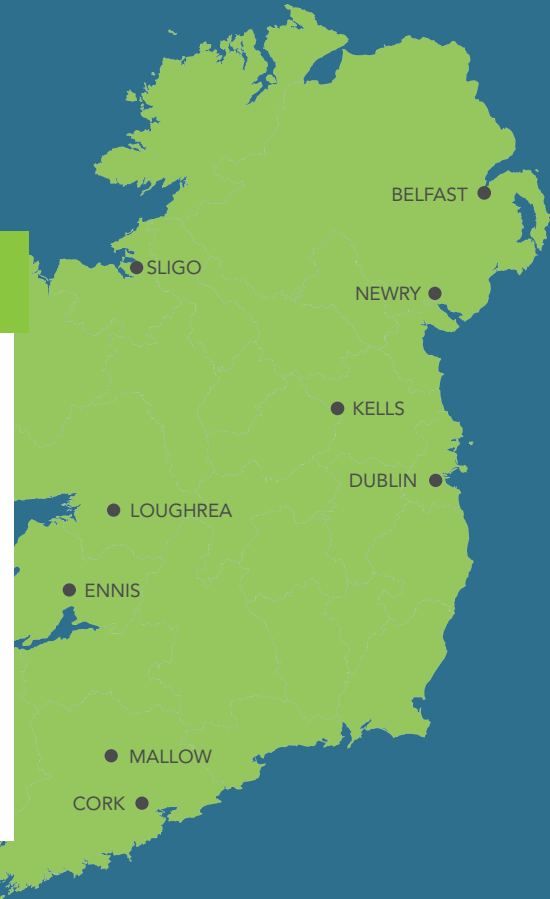 BELFAST
SLIGO
NEWRY
KELLS
DUBLIN
LOUGHREA
ENNIS
MALLOW
CORK